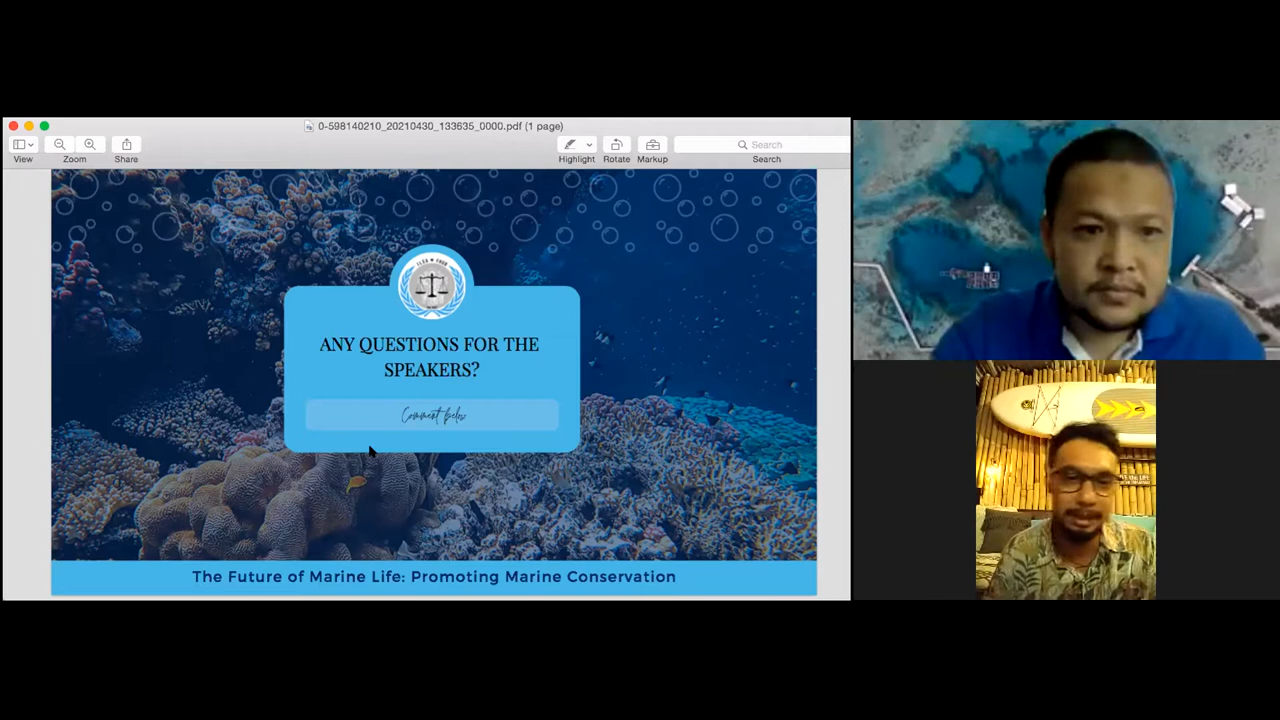 0-598140210_20210430_133635_0000.pdf (1 page)
Search
View
Zoom
Share
Highlight
Rotate
Markup
Search
ANY QUESTIONS FOR THE
SPEAKERS?
Comment below
The Future of Marine Life: Promoting Marine Conservation